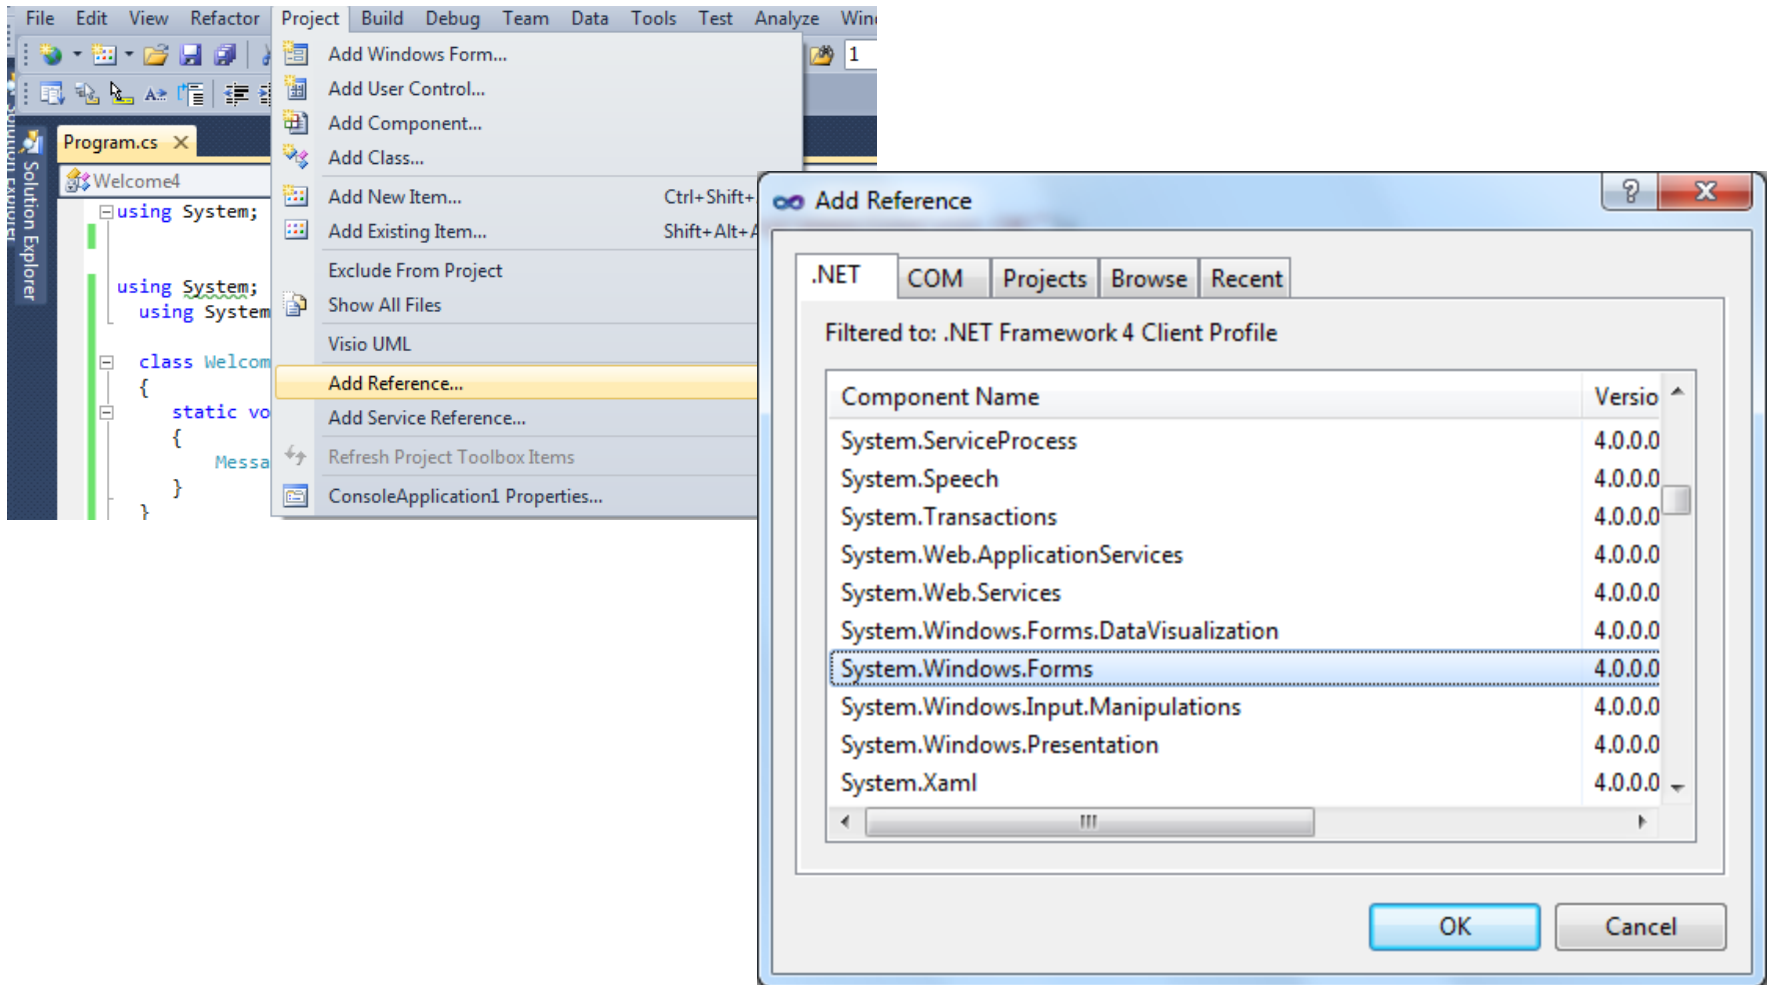 File Edit View Refactor Project Build Debug Team Data Tools Test Analyze
1
Program.cs
Welcome4
Solution Explorer
using System;
using System;
using System
class Welcom
{
static vo
{
Messa
}
}
Add Windows Form...
Add User Control...
Add Component...
Add Class...
Add New Item... Ctrl+Shift+
Add Existing Item... Shift+Alt+A
Exclude From Project
Show All Files
Visio UML
Add Reference...
Add Service Reference...
Refresh Project Toolbox Items
ConsoleApplication1 Properties...
Add Reference
.NET COM Projects Browse Recent
Filtered to: .NET Framework 4 Client Profile
Component Name Versio
System.ServiceProcess 4.0.0.0
System.Speech 4.0.0.0
System.Transactions 4.0.0.0
System.Web.ApplicationServices 4.0.0.0
System.Web.Services 4.0.0.0
System.Windows.Forms.DataVisualization 4.0.0.0
System.Windows.Forms 4.0.0.0
System.Windows.Input.Manipulations 4.0.0.0
System.Windows.Presentation 4.0.0.0
System.Xaml 4.0.0.0
OK Cancel